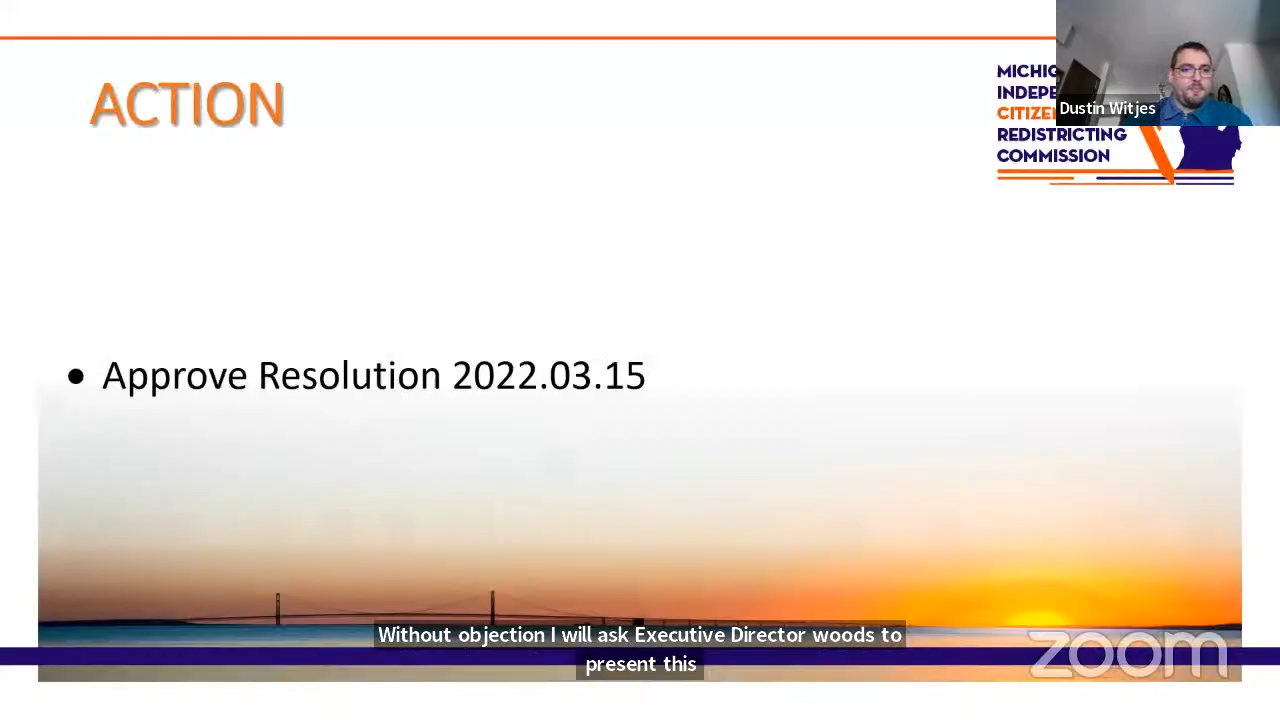 ACTION
MICHIG
INDEPE
CITIZE
REDISTRICTING
COMMISSION
Dustin Witjes
• Approve Resolution 2022.03.15
Without objection I will ask Executive Director woods to
present this
zoom